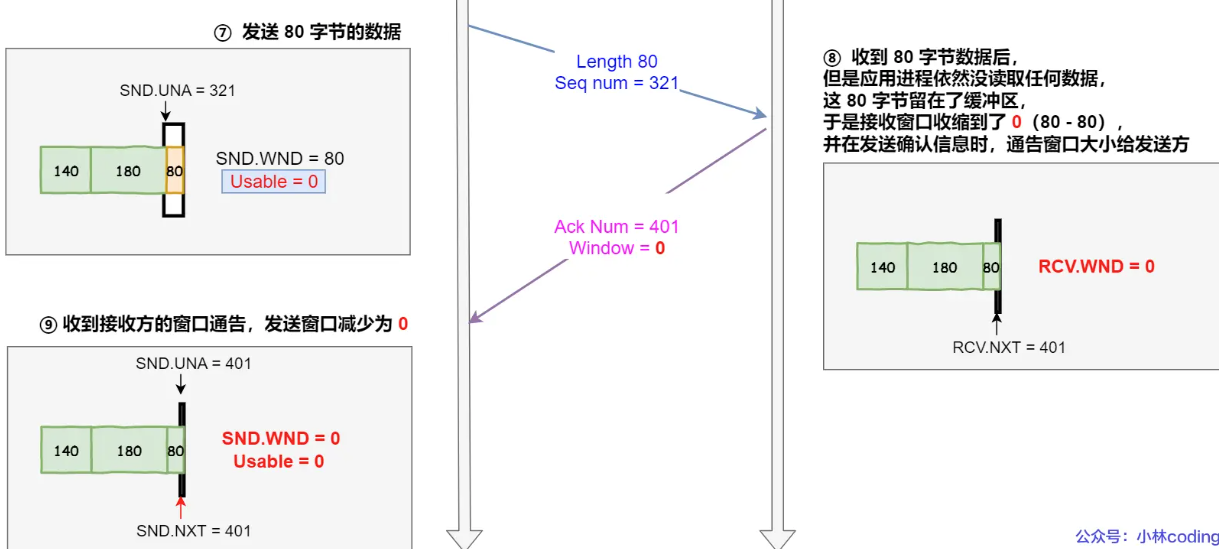 ⑦ 发送 80 字节的数据
SND.UNA = 321
140
180
80
SND.WND = 80
Usable = 0
Length 80
Seq num = 321
⑧ 收到 80 字节数据后，
但是应用进程依然没读取任何数据，
这 80 字节留在了缓冲区，
于是接收窗口收缩到了 0（80 - 80），
并在发送确认信息时，通告窗口大小给发送方
140
180
80
RCV.WND = 0
RCV.NXT = 401
Ack Num = 401
Window = 0
⑨ 收到接收方的窗口通告，发送窗口减少为 0
SND.UNA = 401
140
180
80
SND.WND = 0
Usable = 0
SND.NXT = 401
公众号：小林coding